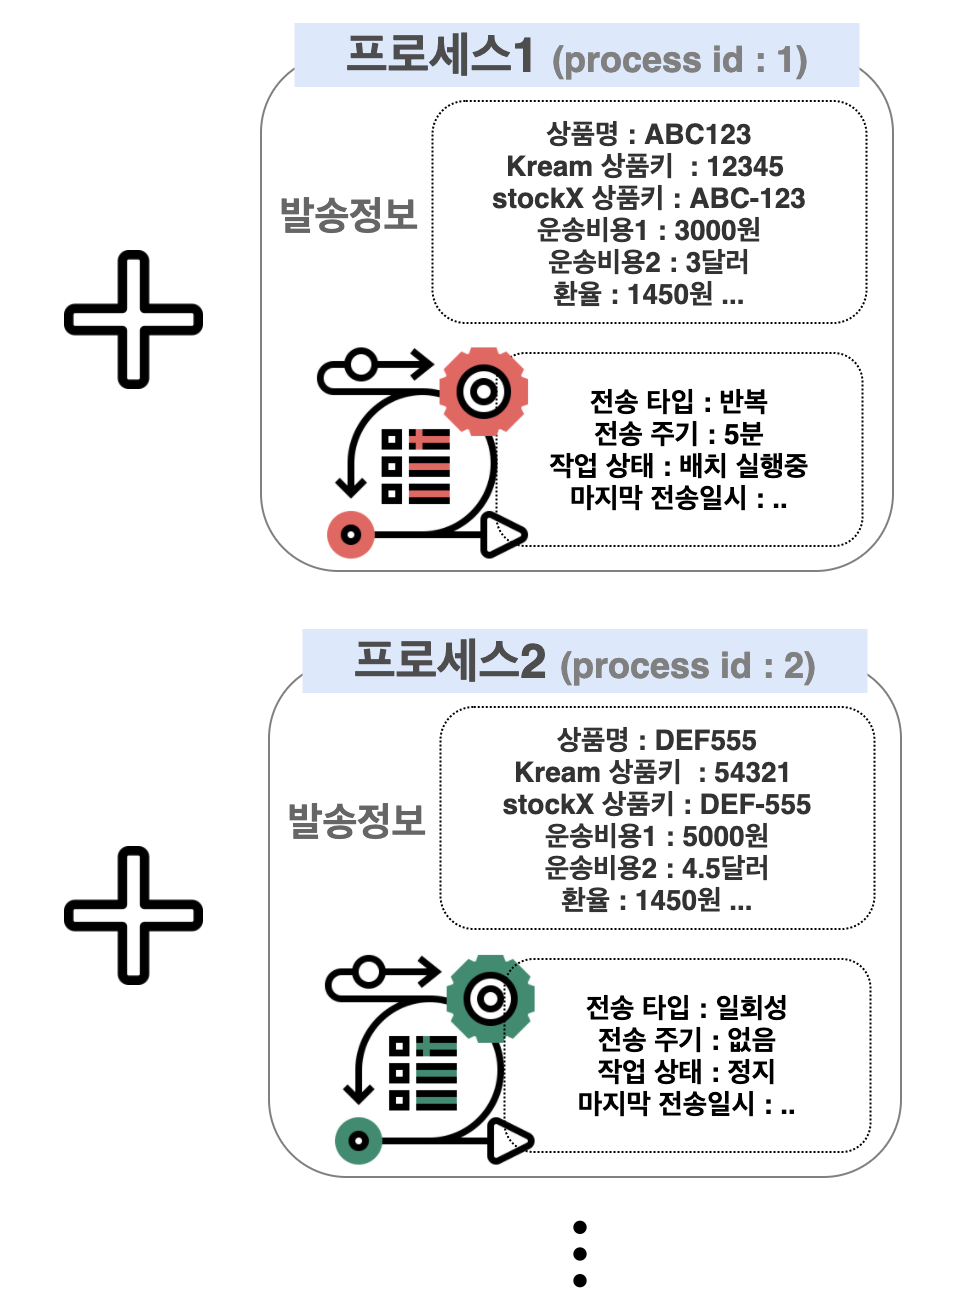 프로세스1 (process id : 1)
상품명 : ABC123
Kream 상품키  : 12345
stockX 상품키 : ABC-123
운송비용1 : 3000원
운송비용2 : 3달러
환율 : 1450원 ...
발송정보
전송 타입 : 반복
전송 주기 : 5분
작업 상태 : 배치 실행중
마지막 전송일시 : ..
프로세스2 (process id : 2)
상품명 : DEF555
Kream 상품키  : 54321
stockX 상품키 : DEF-555
운송비용1 : 5000원
운송비용2 : 4.5달러
환율 : 1450원 ...
발송정보
전송 타입 : 일회성
전송 주기 : 없음
작업 상태 : 정지
마지막 전송일시 : ..